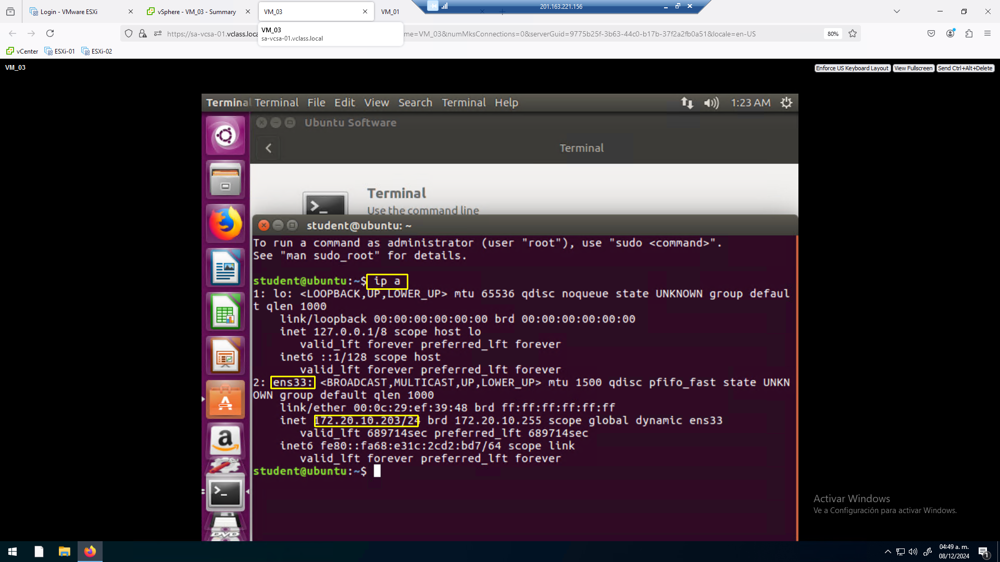 Login - VMware ESXi
vSphere - VM_03 - Summary
VM_03
VM_01
201.163.221.156
https://sa-vcsa-01.vclass.loca
me=VM_03&numMksConnections=0&serverGuid=9775b25f-3b63-44c0-b17b-37f2a2fb0a51&locale=en-US
80%
VM_03
sa-vcsa-01.vclass.local
vCenter
ESXi-01
ESXi-02
VM_03
Enforce US Keyboard Layout
View Fullscreen
Send Ctrl+Alt+Delete
Terminal Terminal File Edit View Search Terminal Help
1:23 AM
Ubuntu Software
Terminal
Terminal
Use the command line
student@ubuntu: ~
To run a command as administrator (user "root"), use "sudo <command>".
See "man sudo_root" for details.
student@ubuntu:~$ ip a
1: lo: <LOOPBACK,UP,LOWER_UP> mtu 65536 qdisc noqueue state UNKNOWN group defaul
t qlen 1000
link/loopback 00:00:00:00:00:00 brd 00:00:00:00:00:00
inet 127.0.0.1/8 scope host lo
valid_lft forever preferred_lft forever
inet6 ::1/128 scope host
valid_lft forever preferred_lft forever
2: ens33: <BROADCAST,MULTICAST,UP,LOWER_UP> mtu 1500 qdisc pfifo_fast state UNKN
OWN group default qlen 1000
link/ether 00:0c:29:ef:39:48 brd ff:ff:ff:ff:ff:ff
inet 172.20.10.203/24 brd 172.20.10.255 scope global dynamic ens33
valid_lft 689714sec preferred_lft 689714sec
inet6 fe80::fa68:e31c:2cd2:bd7/64 scope link
valid_lft forever preferred_lft forever
student@ubuntu:~$
Activar Windows
Ve a Configuración para activar Windows.
DVD
04:49 a. m.
08/12/2024
1